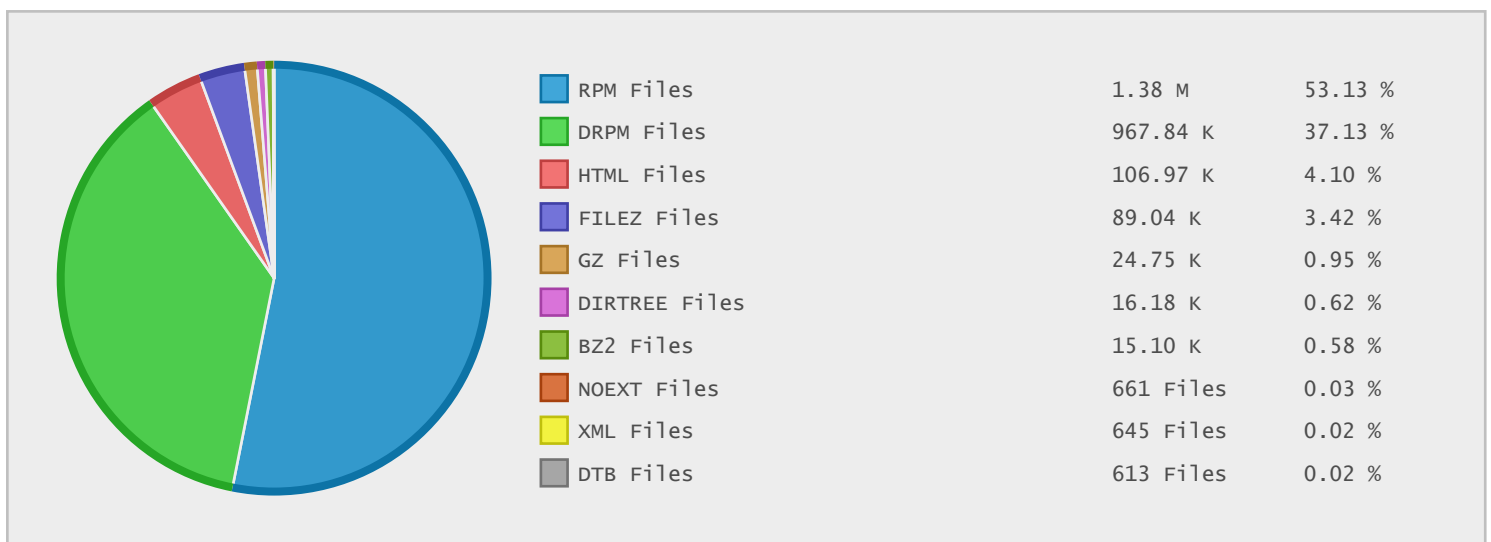 RPM Files 1.38 M 53.13 %
DRPM Files 967.84 K 37.13 %
HTML Files 106.97 K 4.10 %
FILEZ Files 89.04 K 3.42 %
GZ Files 24.75 K 0.95 %
DIRTREE Files 16.18 K 0.62 %
BZ2 Files 15.10 K 0.58 %
NOEXT Files 661 Files 0.03 %
XML Files 645 Files 0.02 %
DTB Files 613 Files 0.02 %